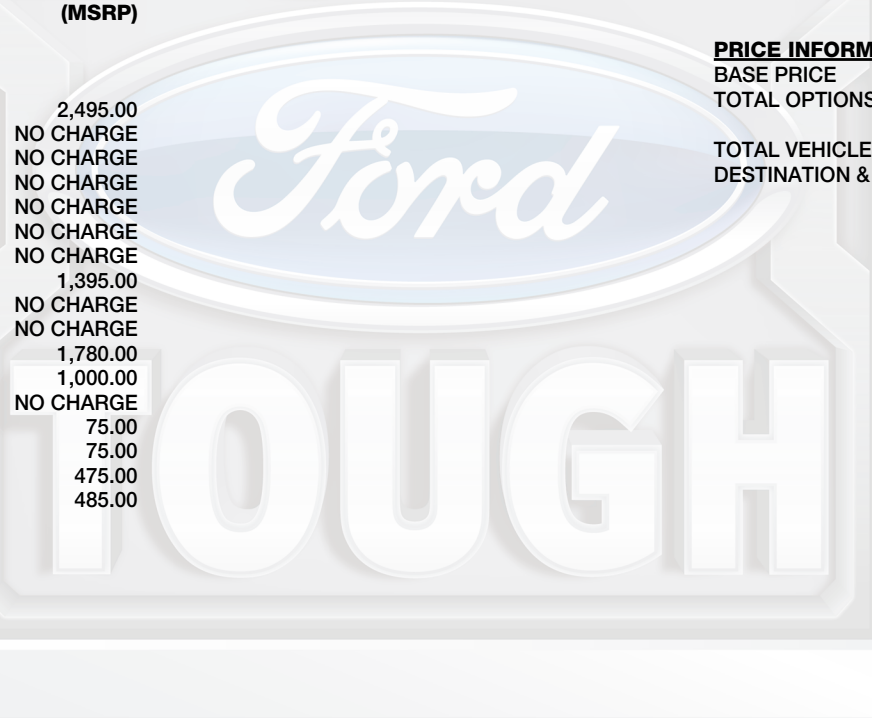 (MSRP)
2,495.00
NO CHARGE
NO CHARGE
NO CHARGE
NO CHARGE
NO CHARGE
NO CHARGE
1,395.00
NO CHARGE
NO CHARGE
1,780.00
1,000.00
NO CHARGE
75.00
75.00
475.00
485.00
PRICE INFORM
BASE PRICE
TOTAL OPTIONS
TOTAL VEHICLE
DESTINATION &
Ford
TOUGH